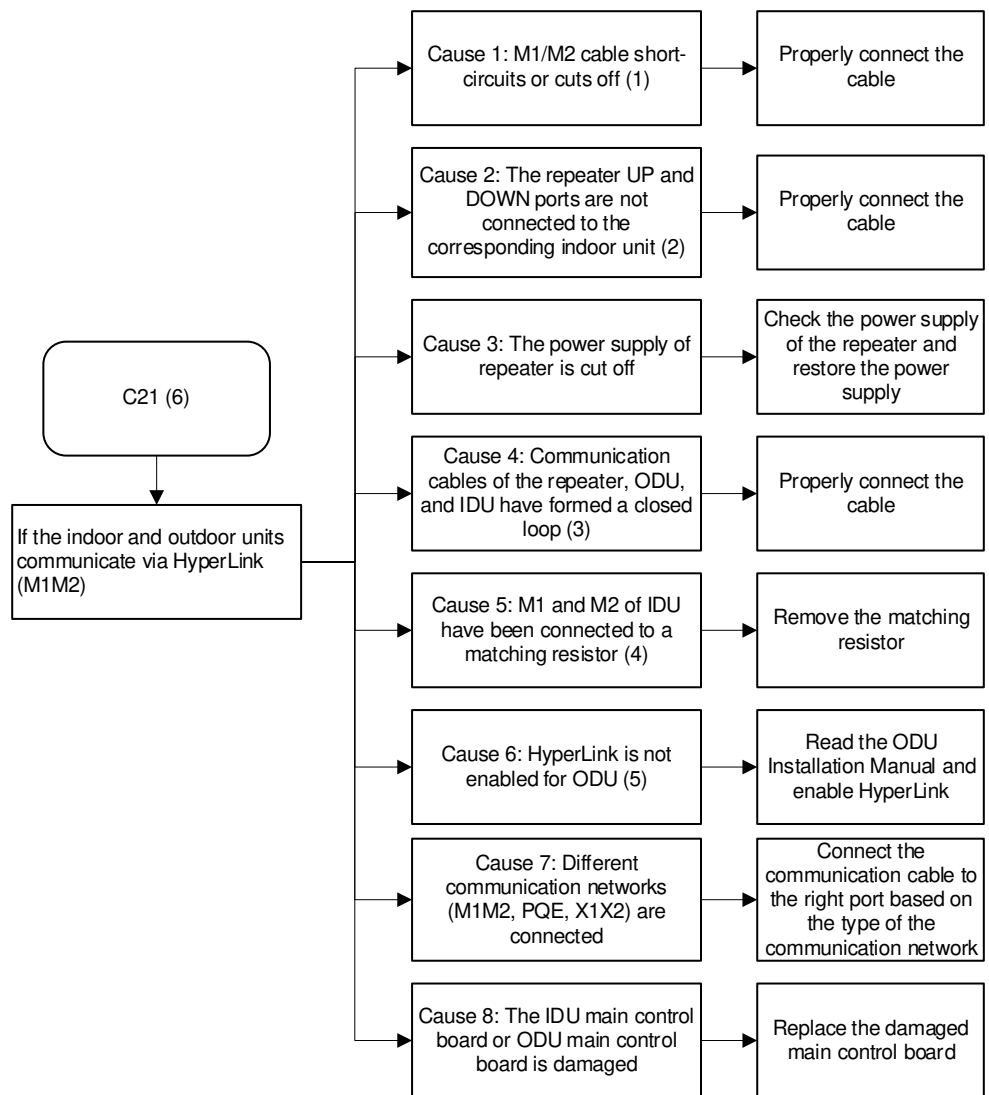 C21 (6)
If the indoor and outdoor units
communicate via HyperLink
(M1M2)
Cause 1: M1/M2 cable short-
circuits or cuts off (1)
Properly connect the
cable
Cause 2: The repeater UP and
DOWN ports are not
connected to the
corresponding indoor unit (2)
Properly connect the
cable
Cause 3: The power supply of
repeater is cut off
Check the power supply
of the repeater and
restore the power
supply
Cause 4: Communication
cables of the repeater, ODU,
and IDU have formed a closed
loop (3)
Properly connect the
cable
Cause 5: M1 and M2 of IDU
have been connected to a
matching resistor (4)
Remove the matching
resistor
Cause 6: HyperLink is not
enabled for ODU (5)
Read the ODU
Installation Manual and
enable HyperLink
Cause 7: Different
communication networks
(M1M2, PQE, X1X2) are
connected
Connect the
communication cable to
the right port based on
the type of the
communication network
Cause 8: The IDU main control
board or ODU main control
board is damaged
Replace the damaged
main control board